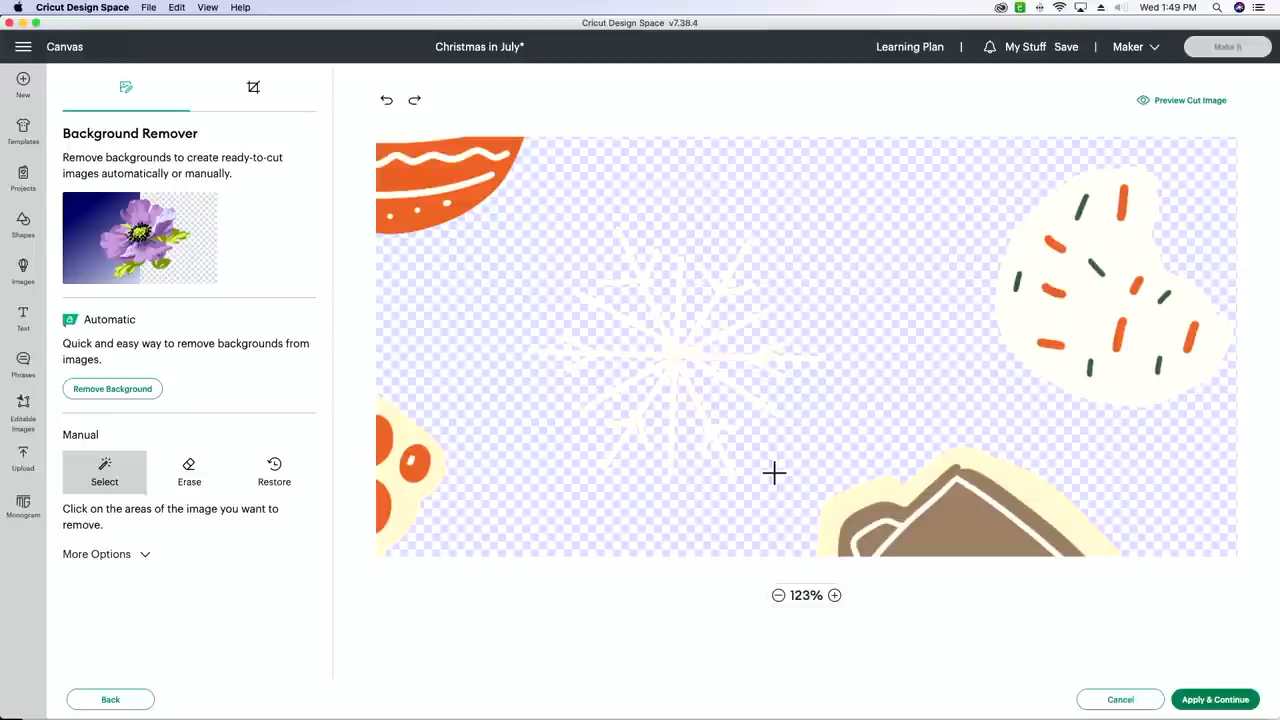 Cricut Design Space File Edit View Help Wed 1:49 PM
Cricut Design Space v7.38.4
Canvas Christmas in July* Learning Plan | My Stuff Save | Maker Make It
New
Templates
Projects
Shapes
Images
Text
Phrases
Editable
Images
Upload
Monogram
Background Remover
Remove backgrounds to create ready-to-cut
images automatically or manually.
Automatic
Quick and easy way to remove backgrounds from
images.
Remove Background
Manual
Select Erase Restore
Click on the areas of the image you want to
remove.
More Options
Back
Preview Cut Image
123%
Cancel Apply & Continue